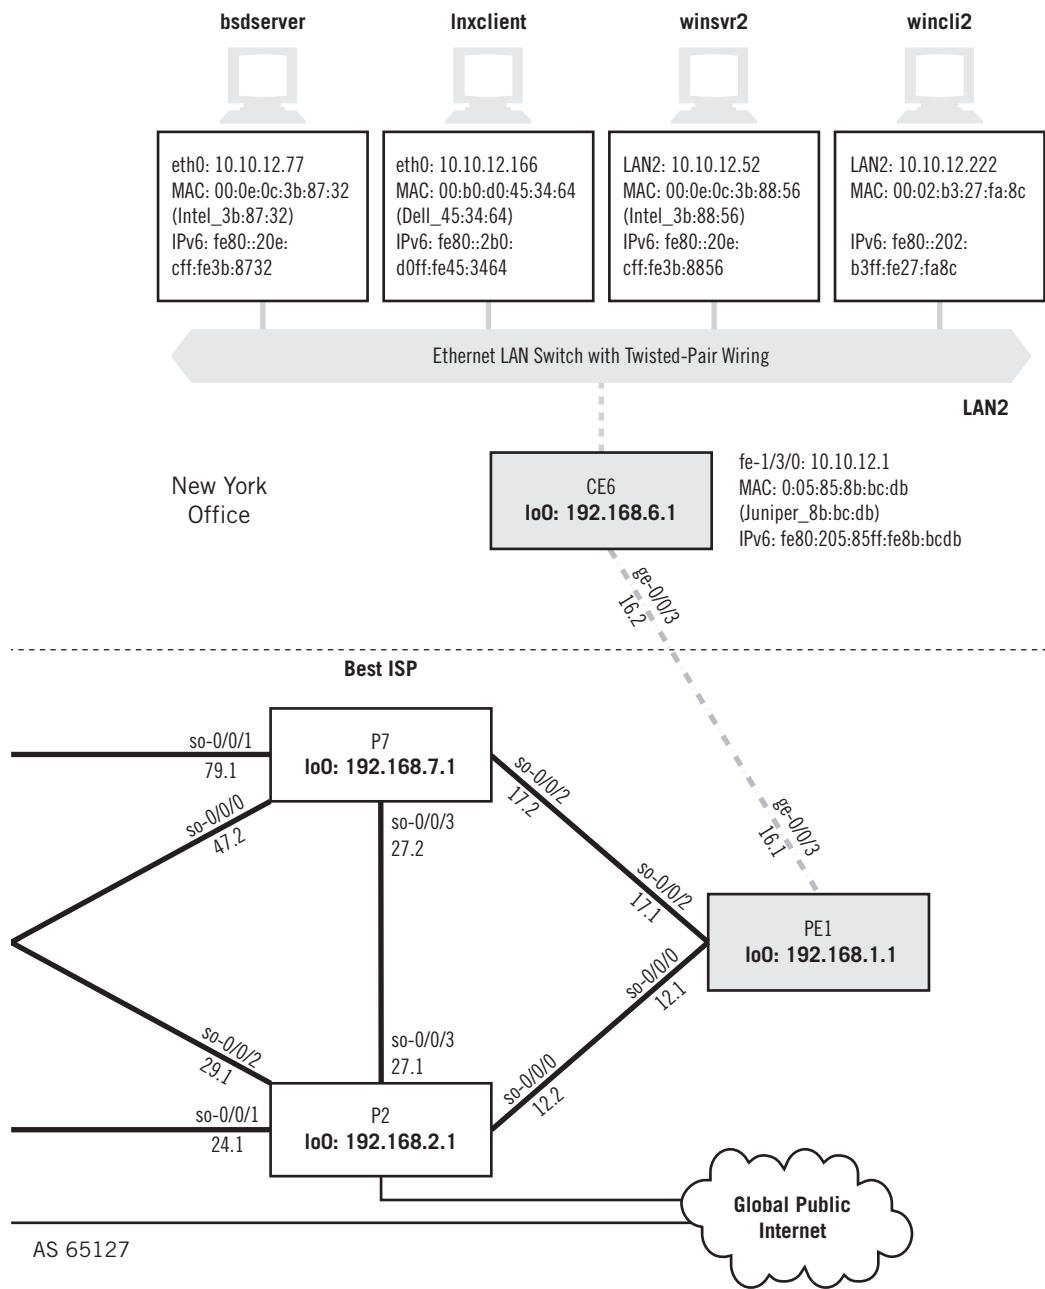 bsdserver
lnxclient
winsvr2
wincli2
eth0: 10.10.12.77
MAC: 00:0e:0c:3b:87:32
(Intel_3b:87:32)
IPv6: fe80::20e:
cff:fe3b:8732
eth0: 10.10.12.166
MAC: 00:b0:d0:45:34:64
(Dell_45:34:64)
IPv6: fe80::2b0:
d0ff:fe45:3464
LAN2: 10.10.12.52
MAC: 00:0e:0c:3b:88:56
(Intel_3b:88:56)
IPv6: fe80::20e:
cff:fe3b:8856
LAN2: 10.10.12.222
MAC: 00:02:b3:27:fa:8c
IPv6: fe80::202:
b3ff:fe27:fa8c
Ethernet LAN Switch with Twisted-Pair Wiring
LAN2
New York
Office
CE6
lo0: 192.168.6.1
fe-1/3/0: 10.10.12.1
MAC: 0:05:85:8b:bc:db
(Juniper_8b:bc:db)
IPv6: fe80:205:85ff:fe8b:bcdb
ge-0/0/3
16.2
Best ISP
so-0/0/1
79.1
P7
lo0: 192.168.7.1
so-0/0/2
17.2
so-0/0/0
47.2
so-0/0/3
27.2
ge-0/0/3
16.1
so-0/0/2
17.1
PE1
lo0: 192.168.1.1
so-0/0/0
12.1
so-0/0/2
29.1
so-0/0/3
27.1
so-0/0/0
12.2
so-0/0/1
24.1
P2
lo0: 192.168.2.1
Global Public
Internet
AS 65127